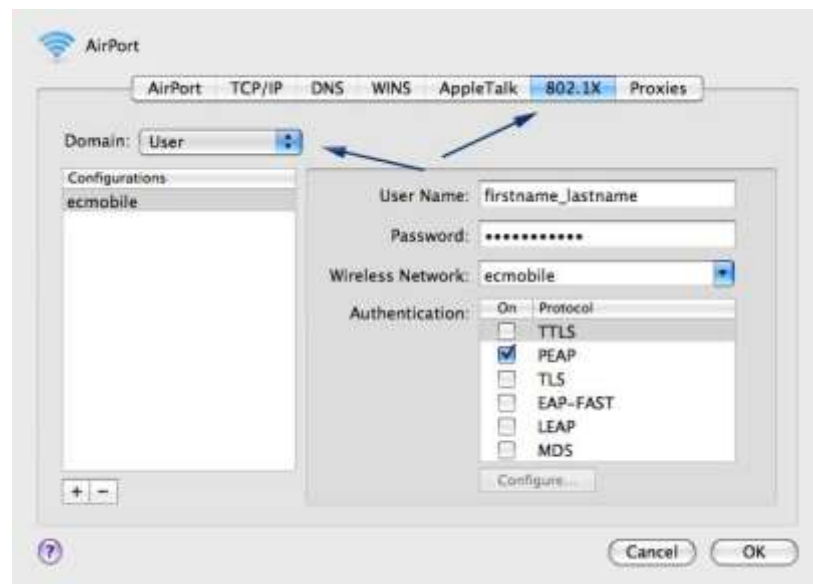 AirPort
AirPort TCP/IP DNS WINS AppleTalk 802.1X Proxies
Domain: User
Configurations
ecmobile
User Name: firstname_lastname
Password: •••••••••••
Wireless Network: ecmobile
Authentication: On Protocol
TTLS
PEAP
TLS
EAP-FAST
LEAP
MD5
Configure...
+ -
?
Cancel OK